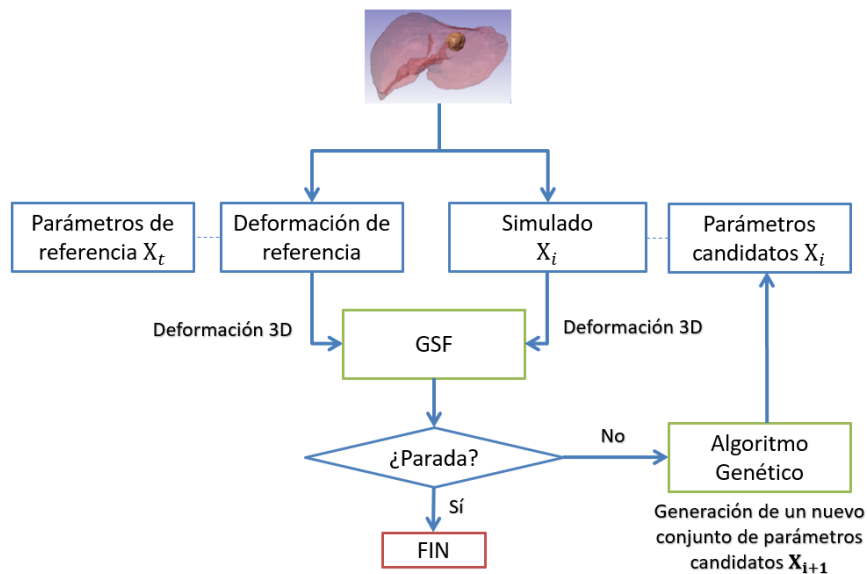 Parámetros de
referencia X_t
Deformación de
referencia
Simulado
X_i
Parámetros
candidatos X_i
Deformación 3D
GSF
Deformación 3D
¿Parada?
No
Algoritmo
Genético
Sí
FIN
Generación de un nuevo
conjunto de parámetros
candidatos X_{i+1}